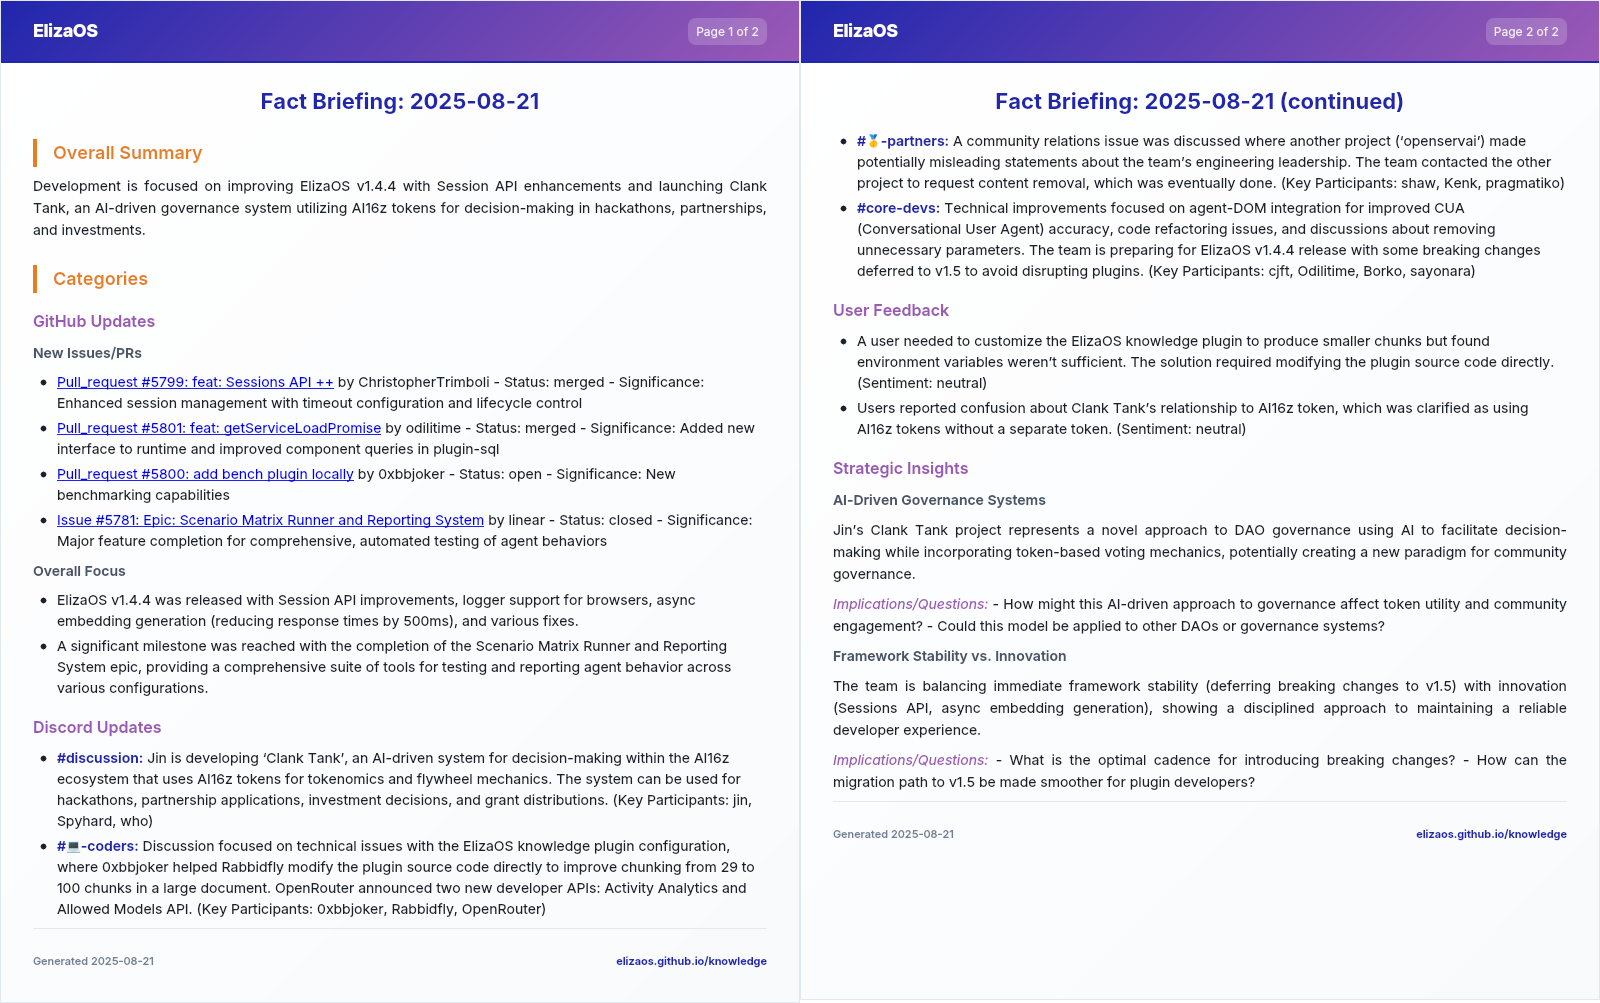 ElizaOS
Page 1 of 2
Fact Briefing: 2025-08-21
Overall Summary
Development is focused on improving ElizaOS v1.4.4 with Session API enhancements and launching Clank
Tank, an AI-driven governance system utilizing AI16z tokens for decision-making in hackathons, partnerships,
and investments.
Categories
GitHub Updates
New Issues/PRs
• Pull_request #5799: feat: Sessions API ++ by ChristopherTrimboli - Status: merged - Significance:
Enhanced session management with timeout configuration and lifecycle control
• Pull_request #5801: feat: getServiceLoadPromise by odilitime - Status: merged - Significance: Added new
interface to runtime and improved component queries in plugin-sql
• Pull_request #5800: add bench plugin locally by 0xbbjoker - Status: open - Significance: New
benchmarking capabilities
• Issue #5781: Epic: Scenario Matrix Runner and Reporting System by linear - Status: closed - Significance:
Major feature completion for comprehensive, automated testing of agent behaviors
Overall Focus
• ElizaOS v1.4.4 was released with Session API improvements, logger support for browsers, async
embedding generation (reducing response times by 500ms), and various fixes.
• A significant milestone was reached with the completion of the Scenario Matrix Runner and Reporting
System epic, providing a comprehensive suite of tools for testing and reporting agent behavior across
various configurations.
Discord Updates
• #discussion: Jin is developing ‘Clank Tank’, an AI-driven system for decision-making within the AI16z
ecosystem that uses AI16z tokens for tokenomics and flywheel mechanics. The system can be used for
hackathons, partnership applications, investment decisions, and grant distributions. (Key Participants: jin,
Spyhard, who)
• #💻-coders: Discussion focused on technical issues with the ElizaOS knowledge plugin configuration,
where 0xbbjoker helped Rabbidfly modify the plugin source code directly to improve chunking from 29 to
100 chunks in a large document. OpenRouter announced two new developer APIs: Activity Analytics and
Allowed Models API. (Key Participants: 0xbbjoker, Rabbidfly, OpenRouter)
Generated 2025-08-21
elizaos.github.io/knowledge
ElizaOS
Page 2 of 2
Fact Briefing: 2025-08-21 (continued)
• #🥇-partners: A community relations issue was discussed where another project (‘openservai’) made
potentially misleading statements about the team’s engineering leadership. The team contacted the other
project to request content removal, which was eventually done. (Key Participants: shaw, Kenk, pragmatiko)
• #core-devs: Technical improvements focused on agent-DOM integration for improved CUA
(Conversational User Agent) accuracy, code refactoring issues, and discussions about removing
unnecessary parameters. The team is preparing for ElizaOS v1.4.4 release with some breaking changes
deferred to v1.5 to avoid disrupting plugins. (Key Participants: cjft, Odilitime, Borko, sayonara)
User Feedback
• A user needed to customize the ElizaOS knowledge plugin to produce smaller chunks but found
environment variables weren’t sufficient. The solution required modifying the plugin source code directly.
(Sentiment: neutral)
• Users reported confusion about Clank Tank’s relationship to AI16z token, which was clarified as using
AI16z tokens without a separate token. (Sentiment: neutral)
Strategic Insights
AI-Driven Governance Systems
Jin’s Clank Tank project represents a novel approach to DAO governance using AI to facilitate decision-
making while incorporating token-based voting mechanics, potentially creating a new paradigm for community
governance.
Implications/Questions: - How might this AI-driven approach to governance affect token utility and community
engagement? - Could this model be applied to other DAOs or governance systems?
Framework Stability vs. Innovation
The team is balancing immediate framework stability (deferring breaking changes to v1.5) with innovation
(Sessions API, async embedding generation), showing a disciplined approach to maintaining a reliable
developer experience.
Implications/Questions: - What is the optimal cadence for introducing breaking changes? - How can the
migration path to v1.5 be made smoother for plugin developers?
Generated 2025-08-21
elizaos.github.io/knowledge